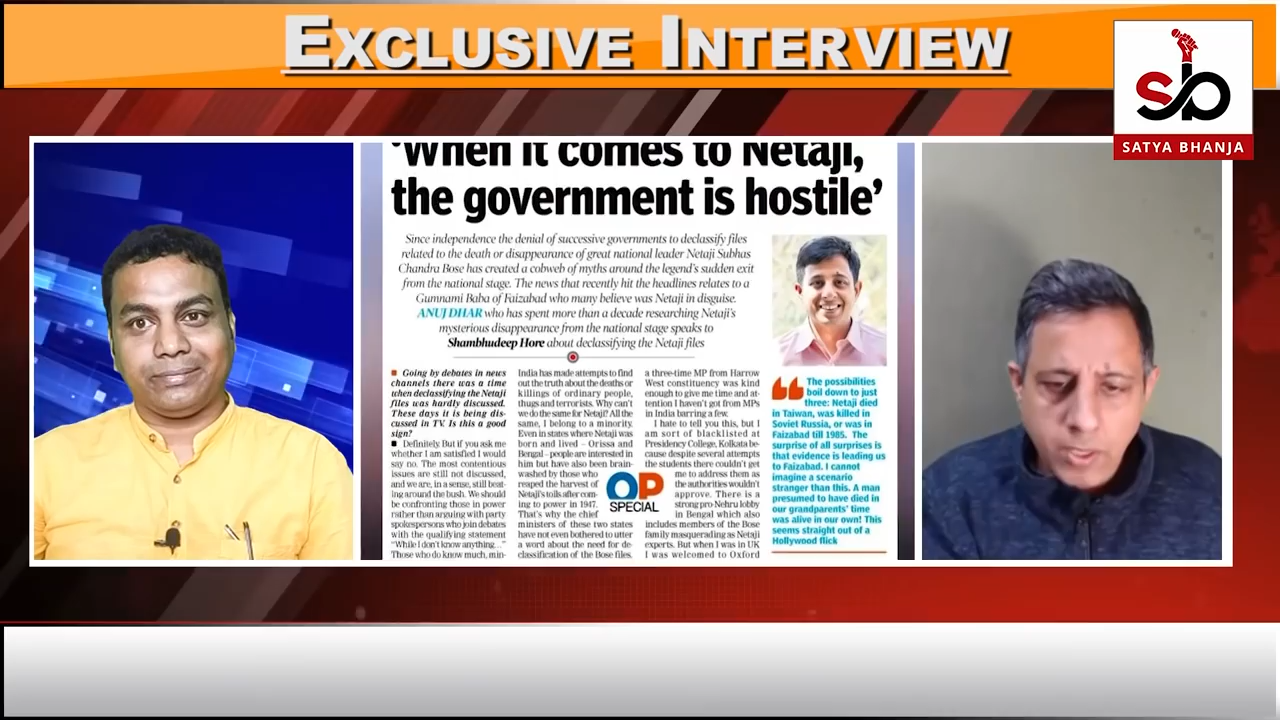 EXCLUSIVE INTERVIEW
sb
SATYA BHANJA
'When it comes to Netaji,
the government is hostile'
Since independence the denial of successive governments to declassify files
related to the death or disappearance of great national leader Netaji Subhas
Chandra Bose has created a cobweb of myths around the legend's sudden exit
from the national stage. The news that recently hit the headlines relates to a
Gumnami Baba of Faizabad who many believe was Netaji in disguise.
ANUJ DHAR who has spent more than a decade researching Netaji's
mysterious disappearance from the national stage speaks to
Shambhudeep Hore about declassifying the Netaji files
Going by debates in news
channels there was a time
when declassifying the Netaji
files was hardly discussed.
These days it is being dis-
cussed in TV. Is this a good
sign?
Definitely. But if you ask me
whether I am satisfied I would
say no. The most contentious
issues are still not discussed,
and we are, in a sense, still beat-
ing around the bush. We should
be confronting those in power
rather than arguing with party
spokespersons who join debates
with the qualifying statement
"While I don't know anything..."
Those who do know much, min-
India has made attempts to find
out the truth about the deaths or
killings of ordinary people,
thugs and terrorists. Why can't
we do the same for Netaji? All the
same, I belong to a minority.
Even in states where Netaji was
born and lived – Orissa and
Bengal – people are interested in
him but have also been brain-
washed by those who
reaped the harvest of
Netaji's tolls after com-
ing to power in 1947.
That's why the chief
ministers of these two states
have not even bothered to utter
a word about the need for de-
classification of the Bose files.
OP
SPECIAL
a three-time MP from Harrow
West constituency was kind
enough to give me time and at-
tention I haven't got from MPs
in India barring a few.
I hate to tell you this, but I
am sort of blacklisted at
Presidency College, Kolkata be-
cause despite several attempts
the students there couldn't get
me to address them as
the authorities wouldn't
approve. There is a
strong pro-Nehru lobby
in Bengal which also
includes members of the Bose
family masquerading as Netaji
experts. But when I was in UK
I was welcomed to Oxford
The possibilities
boil down to just
three: Netaji died
in Taiwan, was killed in
Soviet Russia, or was in
Faizabad till 1985. The
surprise of all surprises is
that evidence is leading us
to Faizabad. I cannot
imagine a scenario
stranger than this. A man
presumed to have died in
our grandparents' time
was alive in our own! This
seems straight out of a
Hollywood flick